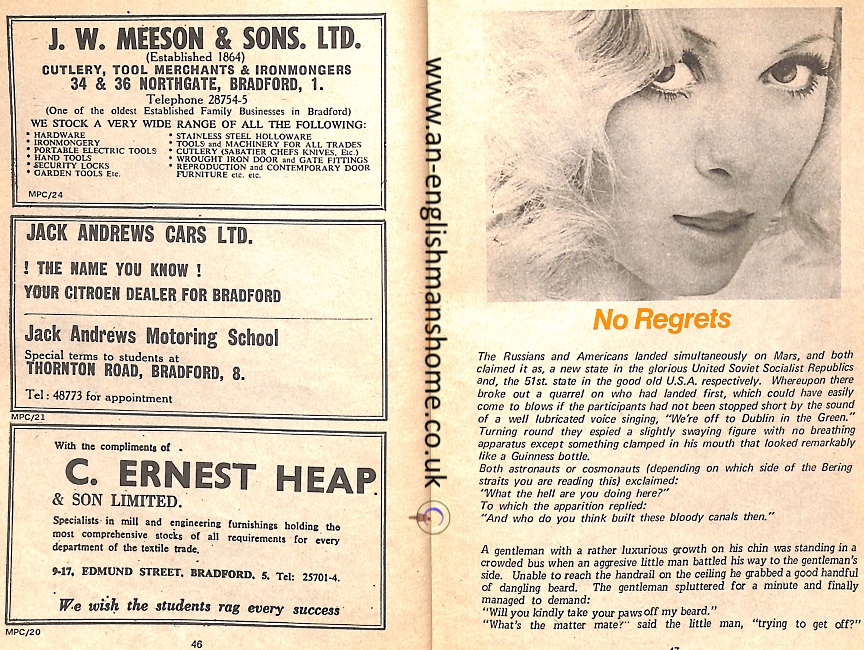 J. W. MEESON & SONS. LTD.
(Established 1864)
CUTLERY, TOOL MERCHANTS & IRONMONGERS
34 & 36 NORTHGATE, BRADFORD, 1.
Telephone 28754-5
(One of the oldest Established Family Businesses in Bradford)
WE STOCK A VERY WIDE RANGE OF ALL THE FOLLOWING:
• HARDWARE
• IRONMONGERY
• PORTABLE ELECTRIC TOOLS
• HAND TOOLS
• SECURITY LOCKS
• GARDEN TOOLS Etc.
• STAINLESS STEEL HOLLOWARE
• TOOLS and MACHINERY FOR ALL TRADES
• CUTLERY (SABATIER CHEFS KNIVES, Etc.)
• WROUGHT IRON DOOR and GATE FITTINGS
• REPRODUCTION and CONTEMPORARY DOOR
FURNITURE etc. etc.
MPC/24
JACK ANDREWS CARS LTD.
! THE NAME YOU KNOW !
YOUR CITROEN DEALER FOR BRADFORD
Jack Andrews Motoring School
Special terms to students at
THORNTON ROAD, BRADFORD, 8.
Tel: 48773 for appointment
MPC/21
With the compliments of .
C. ERNEST HEAP
& SON LIMITED.
Specialists in mill and engineering furnishings holding the
most comprehensive stocks of all requirements for every
department of the textile trade.
9-17, EDMUND STREET, BRADFORD, 5. Tel: 25701-4.
We wish the students rag every success
MPC/20
46
www.an-englishmanshome.co.uk
No Regrets
The Russians and Americans landed simultaneously on Mars, and both
claimed it as, a new state in the glorious United Soviet Socialist Republics
and, the 51st. state in the good old U.S.A. respectively. Whereupon there
broke out a quarrel on who had landed first, which could have easily
come to blows if the participants had not been stopped short by the sound
of a well lubricated voice singing, "We're off to Dublin in the Green."
Turning round they espied a slightly swaying figure with no breathing
apparatus except something clamped in his mouth that looked remarkably
like a Guinness bottle.
Both astronauts or cosmonauts (depending on which side of the Bering
straits you are reading this) exclaimed:
"What the hell are you doing here?"
To which the apparition replied:
"And who do you think built these bloody canals then."
A gentleman with a rather luxurious growth on his chin was standing in a
crowded bus when an aggresive little man battled his way to the gentleman's
side. Unable to reach the handrail on the ceiling he grabbed a good handful
of dangling beard. The gentleman spluttered for a minute and finally
managed to demand:
"Will you kindly take your paws off my beard."
"What's the matter mate?" said the little man, "trying to get off?"